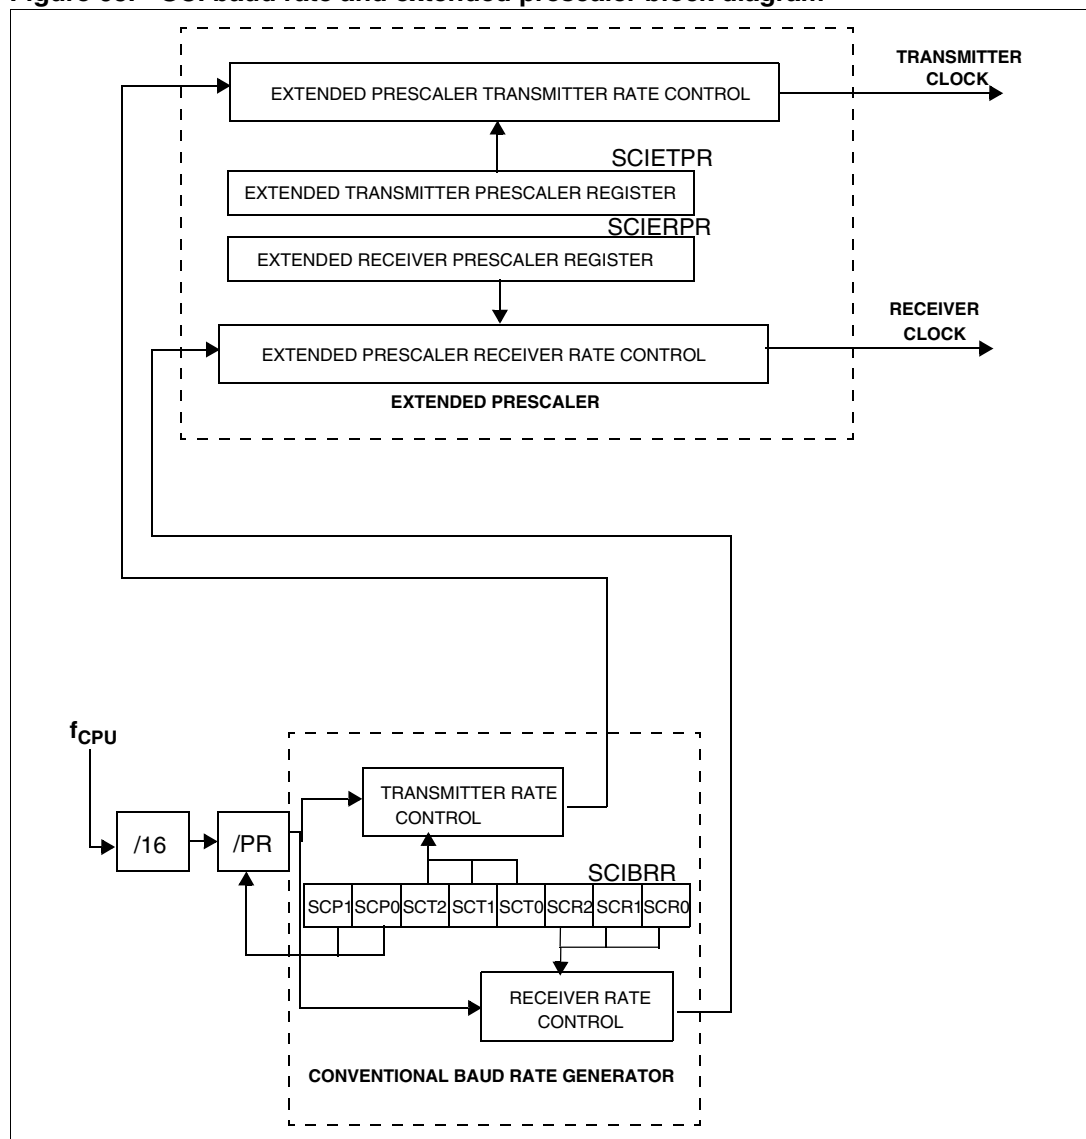 TRANSMITTER
CLOCK
EXTENDED PRESCALER TRANSMITTER RATE CONTROL
SCIETPR
EXTENDED TRANSMITTER PRESCALER REGISTER
SCIERPR
EXTENDED RECEIVER PRESCALER REGISTER
RECEIVER
CLOCK
EXTENDED PRESCALER RECEIVER RATE CONTROL
EXTENDED PRESCALER
fCPU
TRANSMITTER RATE
CONTROL
/16
/PR
SCIBRR
SCP1 SCP0 SCT2 SCT1 SCT0 SCR2 SCR1 SCR0
RECEIVER RATE
CONTROL
CONVENTIONAL BAUD RATE GENERATOR